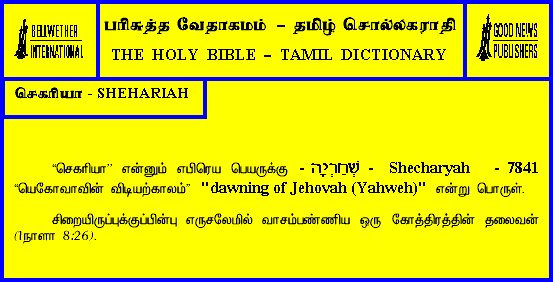 BELLWETHER
INTERNATIONAL
பரிசுத்த வேதாகமம் – தமிழ் சொல்லகராதி
THE HOLY BIBLE – TAMIL DICTIONARY
GOOD NEWS
PUBLISHERS
செகரியா - SHEHARIAH
“செகரியா” என்னும் எபிரெய பெயருக்கு - שְׁחַרְיָה - Shecharyah - 7841
“யெகோவாவின் விடியற்காலம்” "dawning of Jehovah (Yahweh)" என்று பொருள்.
சிறையிருப்புக்குப்பின்பு எருசலேமில் வாசம்பண்ணிய ஒரு கோத்திரத்தின் தலைவன்
(1நாளா 8:26).